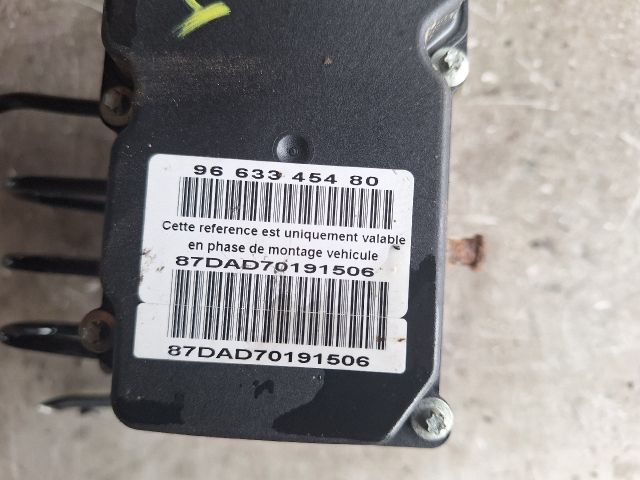 96 633 454 80
Cette reference est uniquement valable
en phase de montage vehicule
87DAD70191506
87DAD70191506